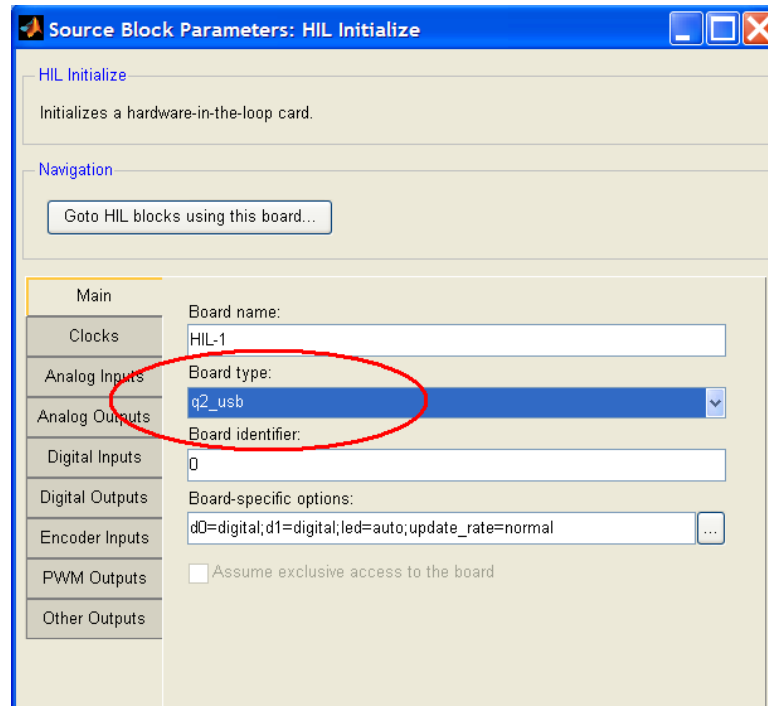 Source Block Parameters: HIL Initialize
HIL Initialize
Initializes a hardware-in-the-loop card.
Navigation
Goto HIL blocks using this board...
Main
Clocks
Analog Inputs
Analog Outputs
Digital Inputs
Digital Outputs
Encoder Inputs
PWM Outputs
Other Outputs
Board name:
HIL-1
Board type:
q2_usb
Board identifier:
0
Board-specific options:
d0=digital;d1=digital;led=auto;update_rate=normal
...
Assume exclusive access to the board